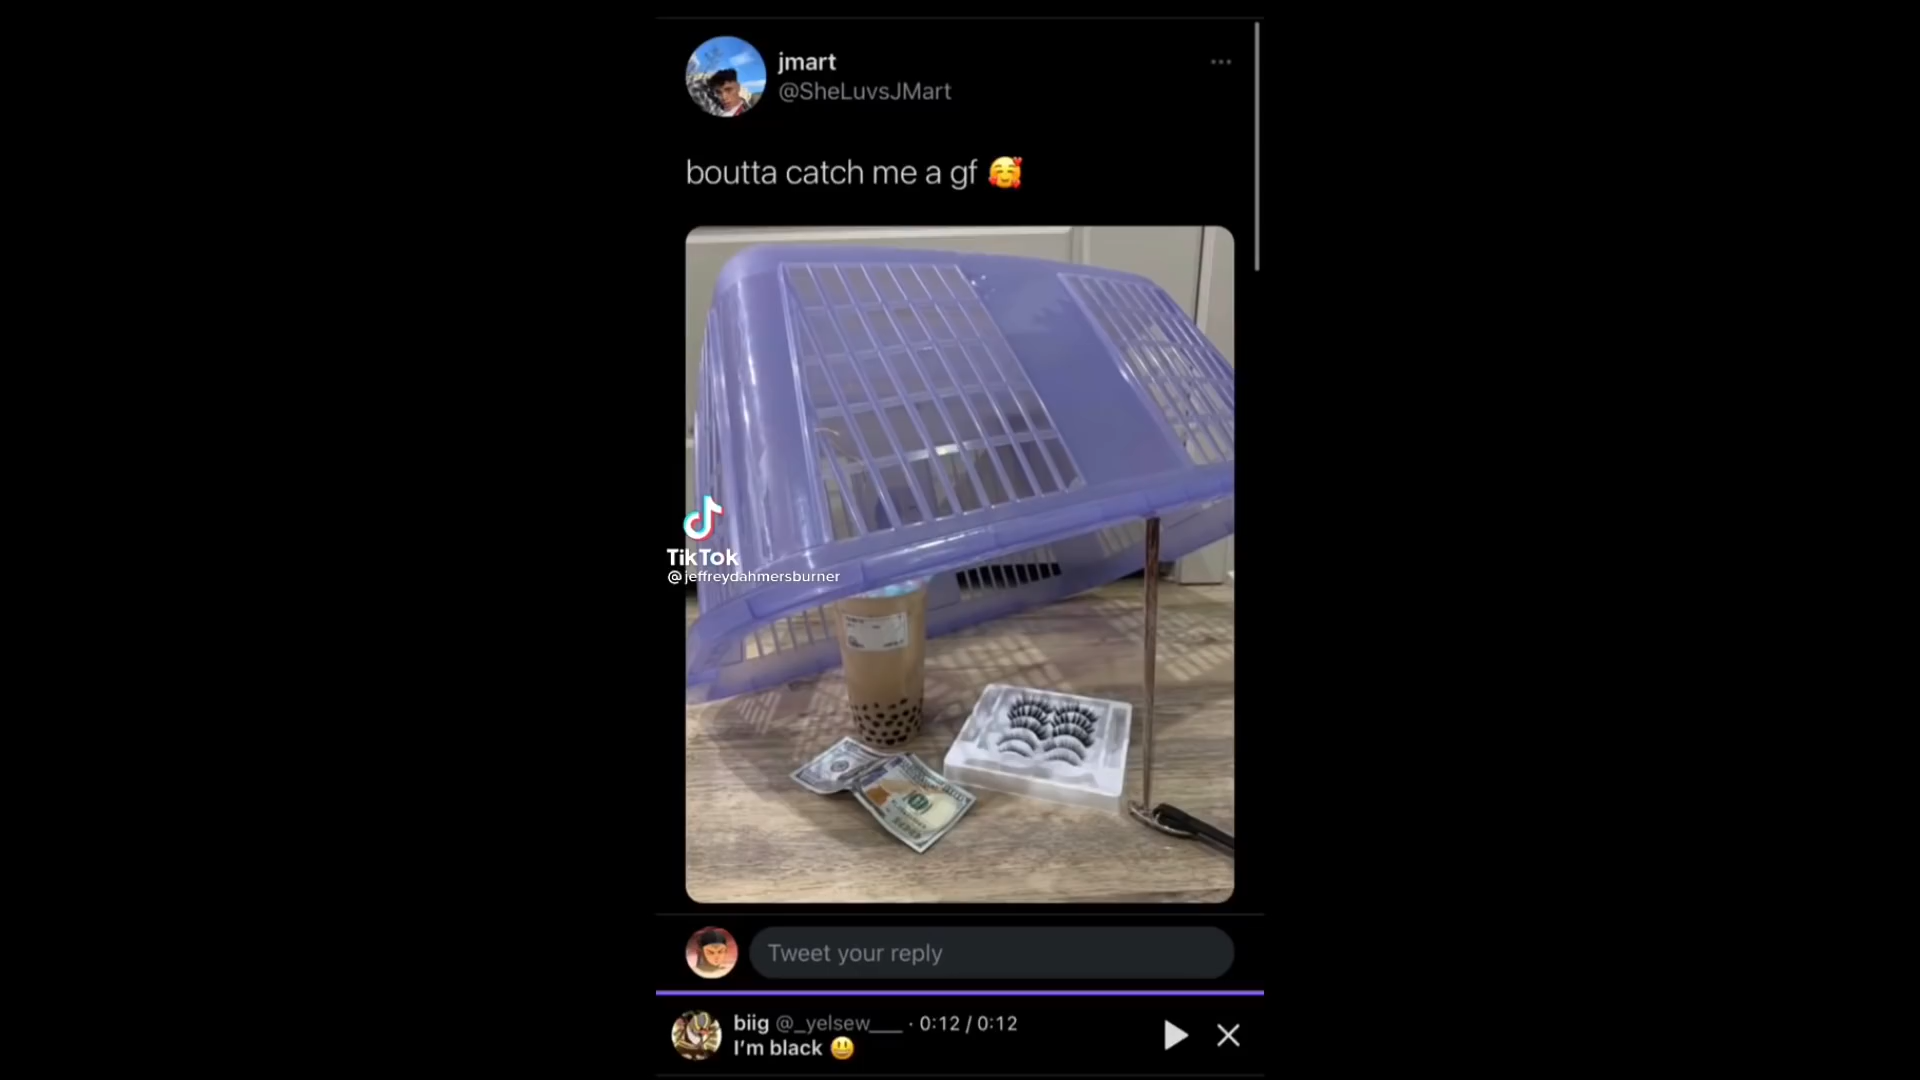 jmart
@SheLuvsJMart
boutta catch me a gf 🥰
TikTok
@jeffreydahmersburner
Tweet your reply
biig @_yelsew___ · 0:12 / 0:12
I'm black 😃